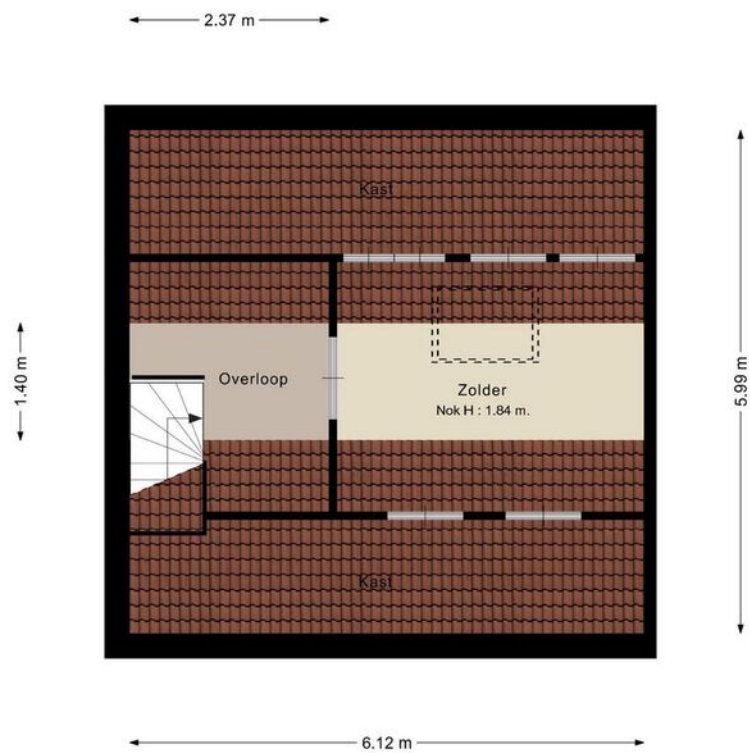 2.37 m
Kast
1.40 m
Overloop
Zolder
Nok H : 1.84 m.
5.99 m
Kast
6.12 m